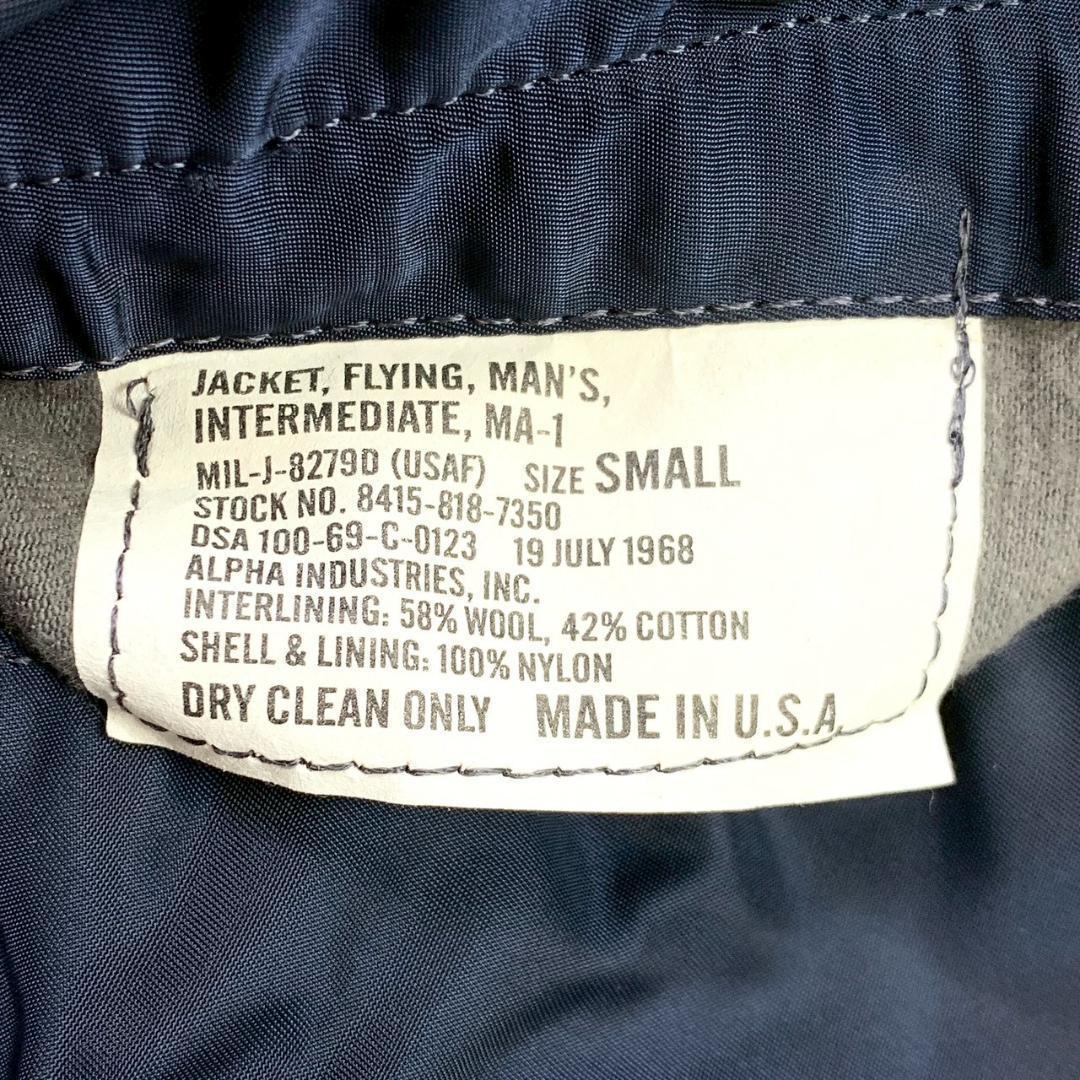 JACKET, FLYING, MAN'S,
INTERMEDIATE, MA-1
MIL-J-8279D (USAF) SIZE SMALL
STOCK NO. 8415-818-7350
DSA 100-69-C-0123 19 JULY 1968
ALPHA INDUSTRIES, INC.
INTERLINING: 58% WOOL, 42% COTTON
SHELL & LINING: 100% NYLON
DRY CLEAN ONLY MADE IN U.S.A.